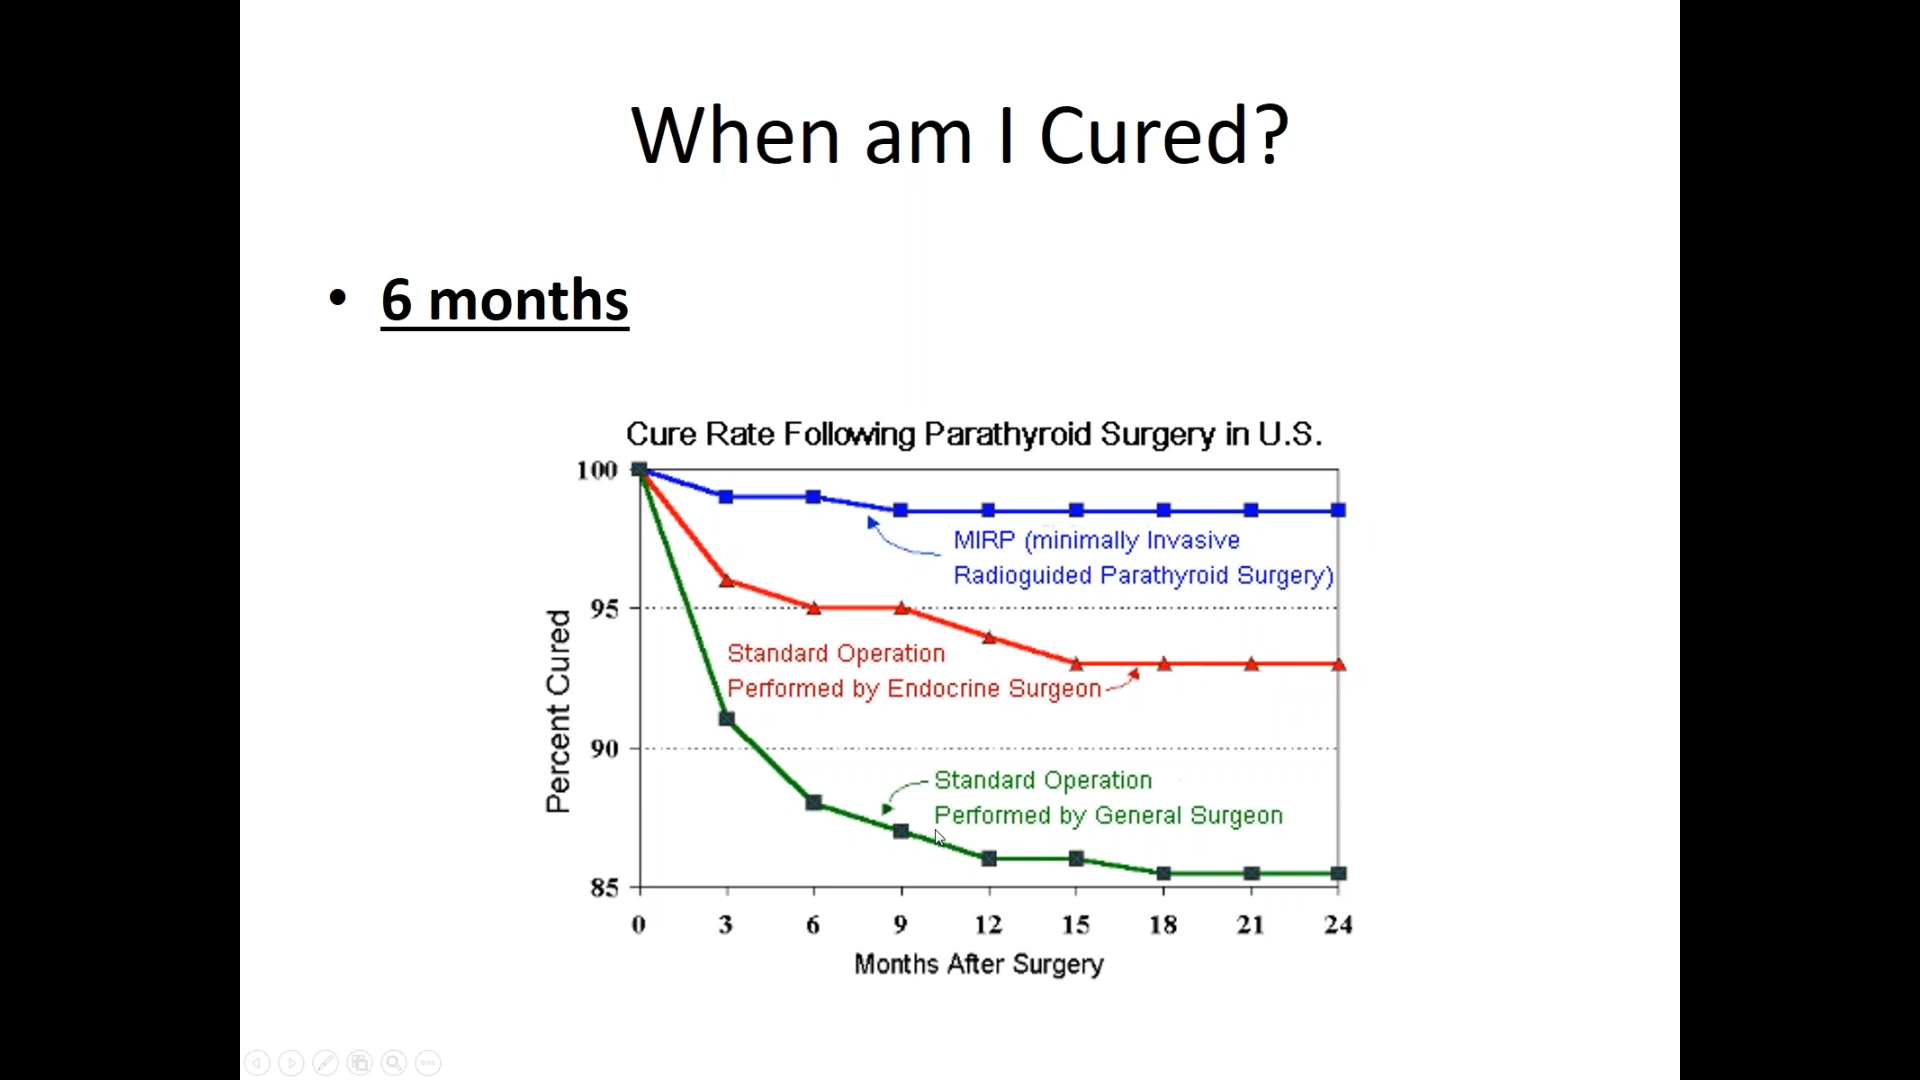 When am I Cured?
• 6 months
Cure Rate Following Parathyroid Surgery in U.S.
100
95
90
85
Percent Cured
MIRP (minimally Invasive
Radioguided Parathyroid Surgery)
Standard Operation
Performed by Endocrine Surgeon
Standard Operation
Performed by General Surgeon
0 3 6 9 12 15 18 21 24
Months After Surgery